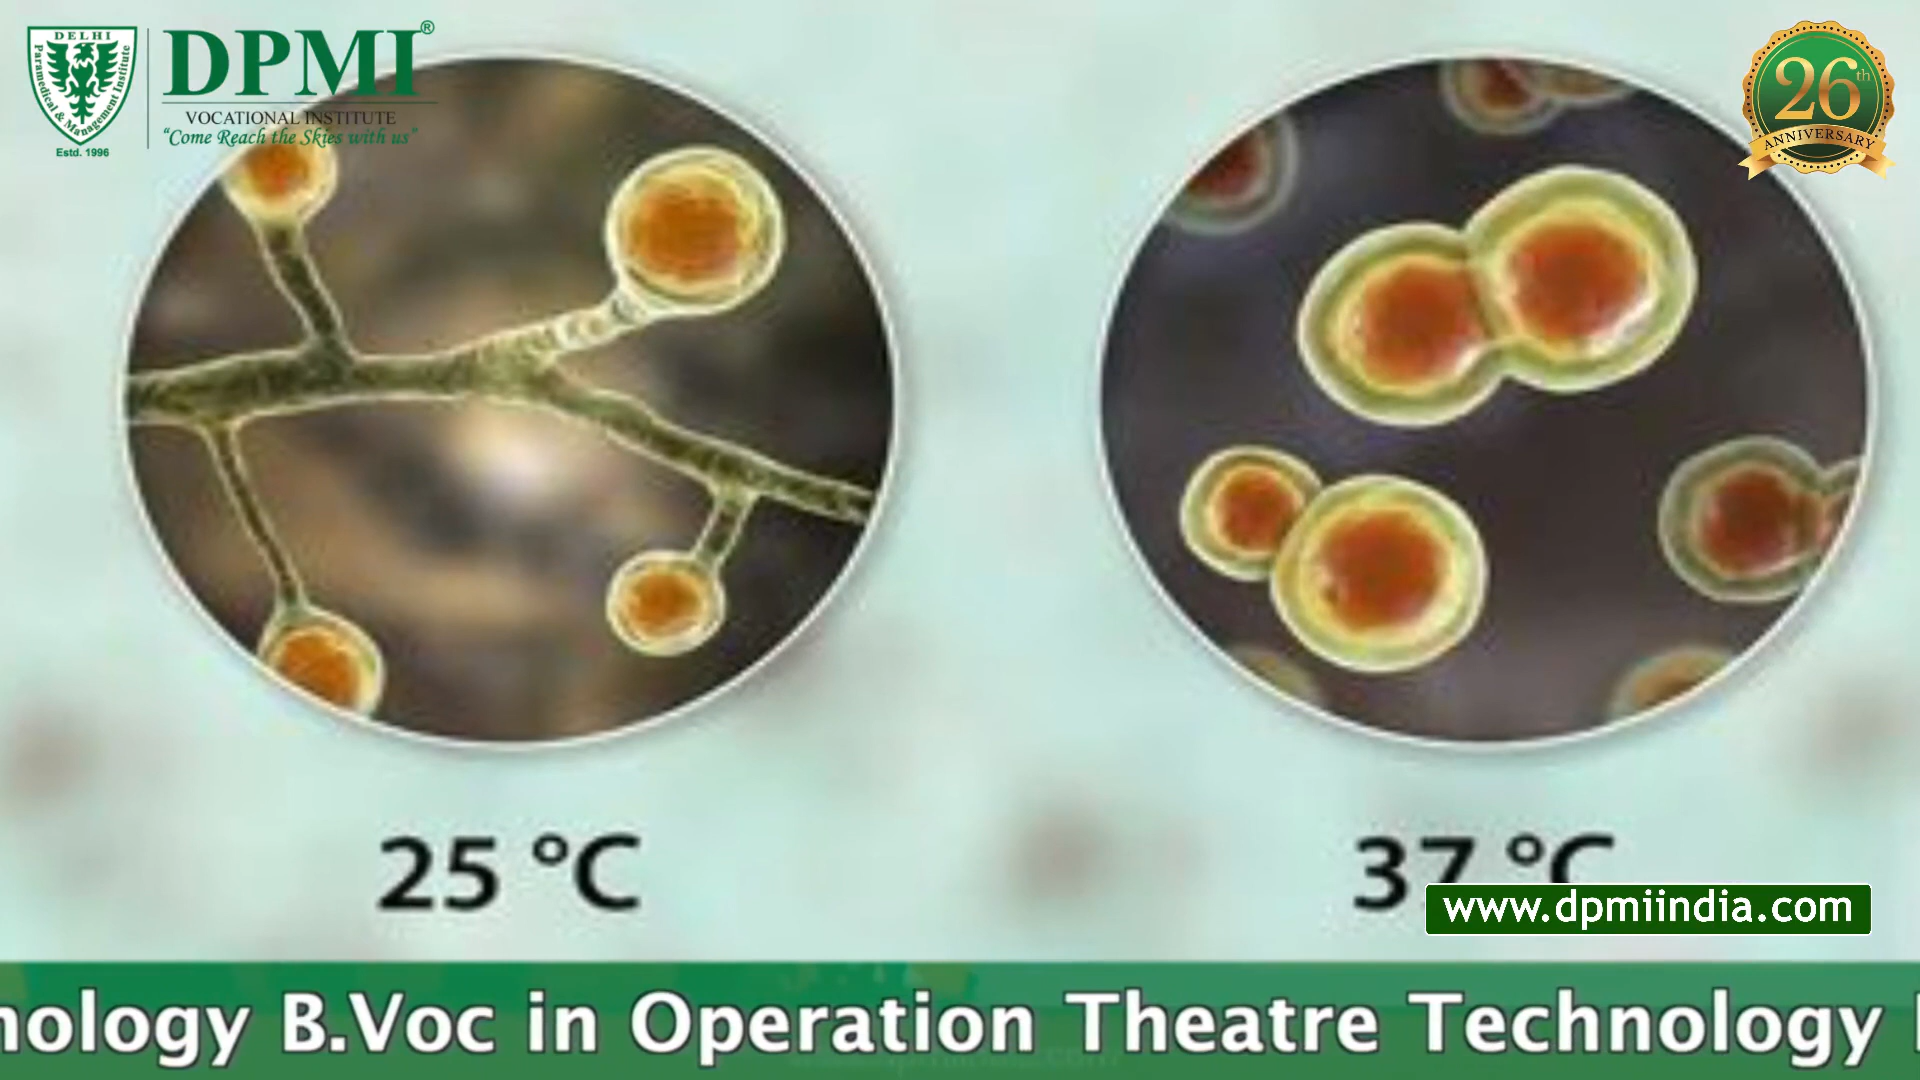 DELHI
Paramedical & Management Institute
Estd. 1996
DPMI®
VOCATIONAL INSTITUTE
"Come Reach the Skies with us"
26th
ANNIVERSARY
25 °C
37 °C
www.dpmiindia.com
nology B.Voc in Operation Theatre Technology